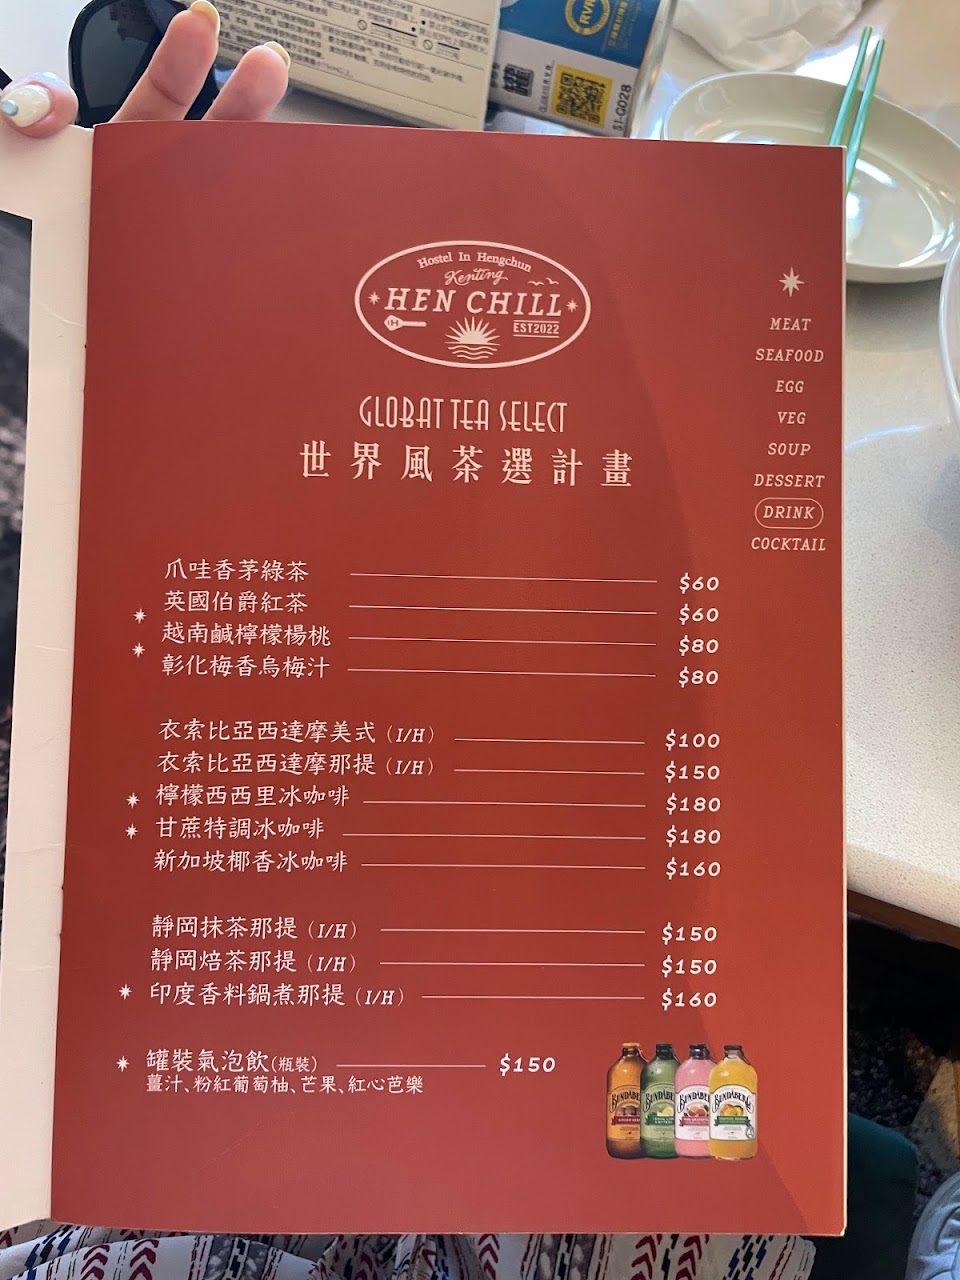 RVR
S1-G028
Hostel In Hengchun
Kenting
HEN CHILL
EST2022
GLOBAT TEA SELECT
世界風茶選計畫
MEAT
SEAFOOD
EGG
VEG
SOUP
DESSERT
DRINK
COCKTAIL
爪哇香茅綠茶 $60
英國伯爵紅茶 $60
越南鹹檸檬楊桃 $80
彰化梅香烏梅汁 $80
衣索比亞西達摩美式 (I/H) $100
衣索比亞西達摩那提 (I/H) $150
檸檬西西里冰咖啡 $180
甘蔗特調冰咖啡 $180
新加坡椰香冰咖啡 $160
靜岡抹茶那提 (I/H) $150
靜岡焙茶那提 (I/H) $150
印度香料鍋煮那提 (I/H) $160
罐裝氣泡飲(瓶裝) $150
薑汁、粉紅葡萄柚、芒果、紅心芭樂